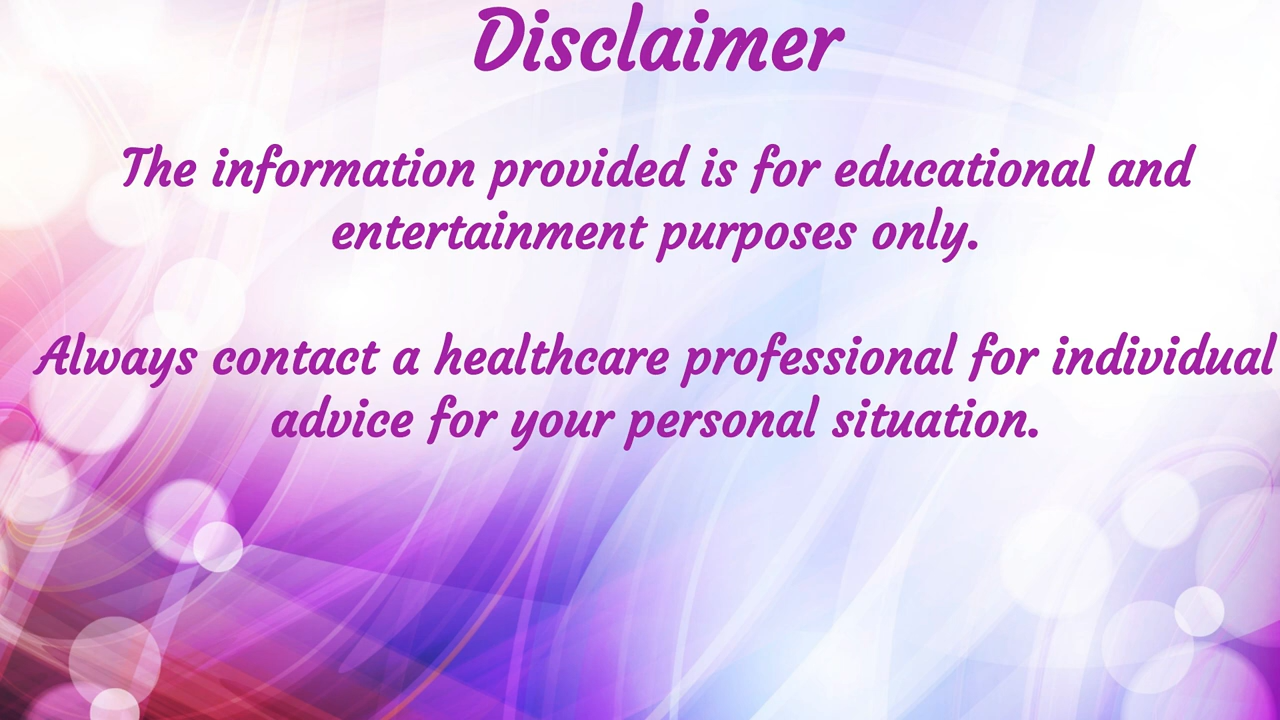 Disclaimer
The information provided is for educational and
entertainment purposes only.
Always contact a healthcare professional for individual
advice for your personal situation.